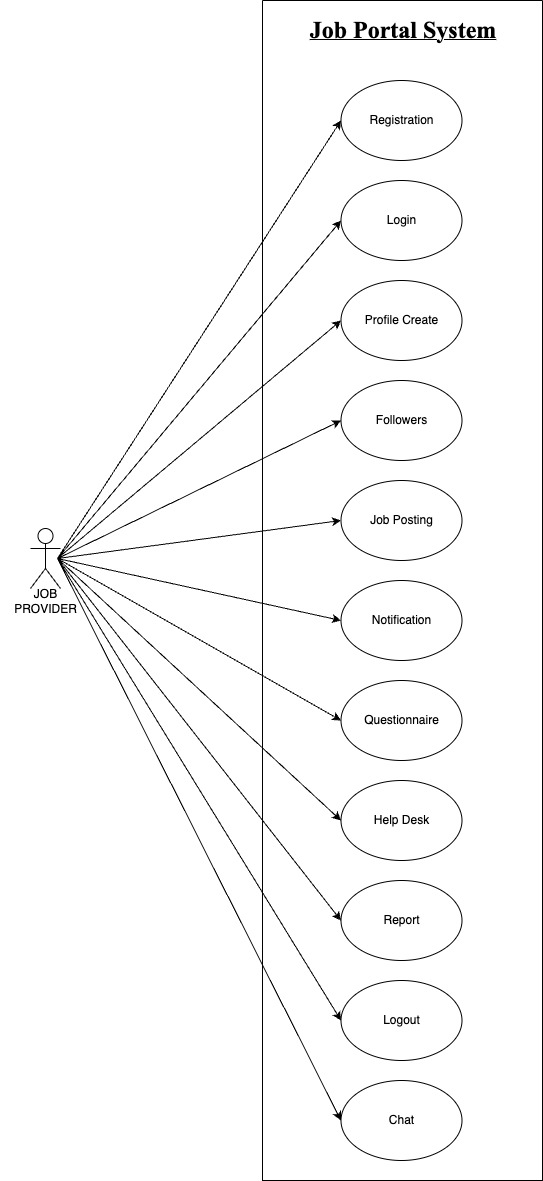 Job Portal System
Registration
Login
Profile Create
Followers
Job Posting
JOB
PROVIDER
Notification
Questionnaire
Help Desk
Report
Logout
Chat